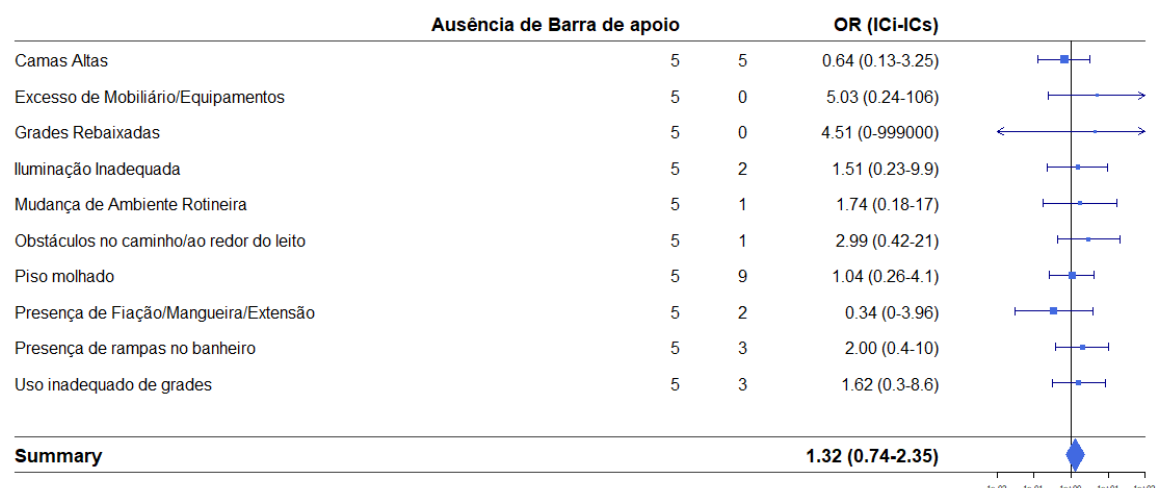 Ausência de Barra de apoio OR (ICi-ICs)
Camas Altas 5 5 0.64 (0.13-3.25)
Excesso de Mobiliário/Equipamentos 5 0 5.03 (0.24-106)
Grades Rebaixadas 5 0 4.51 (0-999000)
Iluminação Inadequada 5 2 1.51 (0.23-9.9)
Mudança de Ambiente Rotineira 5 1 1.74 (0.18-17)
Obstáculos no caminho/ao redor do leito 5 1 2.99 (0.42-21)
Piso molhado 5 9 1.04 (0.26-4.1)
Presença de Fiação/Mangueira/Extensão 5 2 0.34 (0-3.96)
Presença de rampas no banheiro 5 3 2.00 (0.4-10)
Uso inadequado de grades 5 3 1.62 (0.3-8.6)
Summary 1.32 (0.74-2.35)